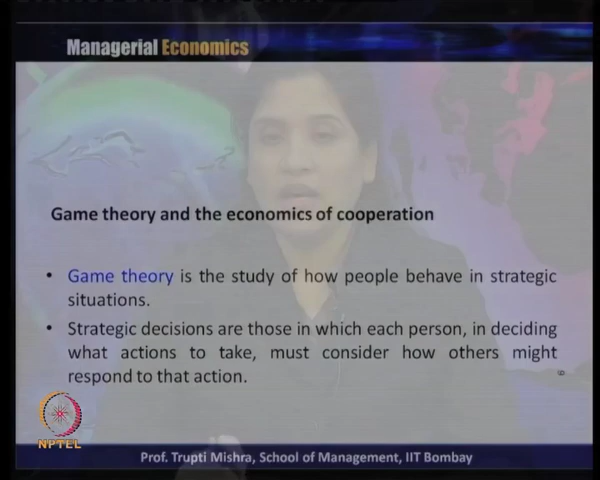 Managerial Economics
Game theory and the economics of cooperation
• Game theory is the study of how people behave in strategic
situations.
• Strategic decisions are those in which each person, in deciding
what actions to take, must consider how others might
respond to that action.
NPTEL
Prof. Trupti Mishra, School of Management, IIT Bombay